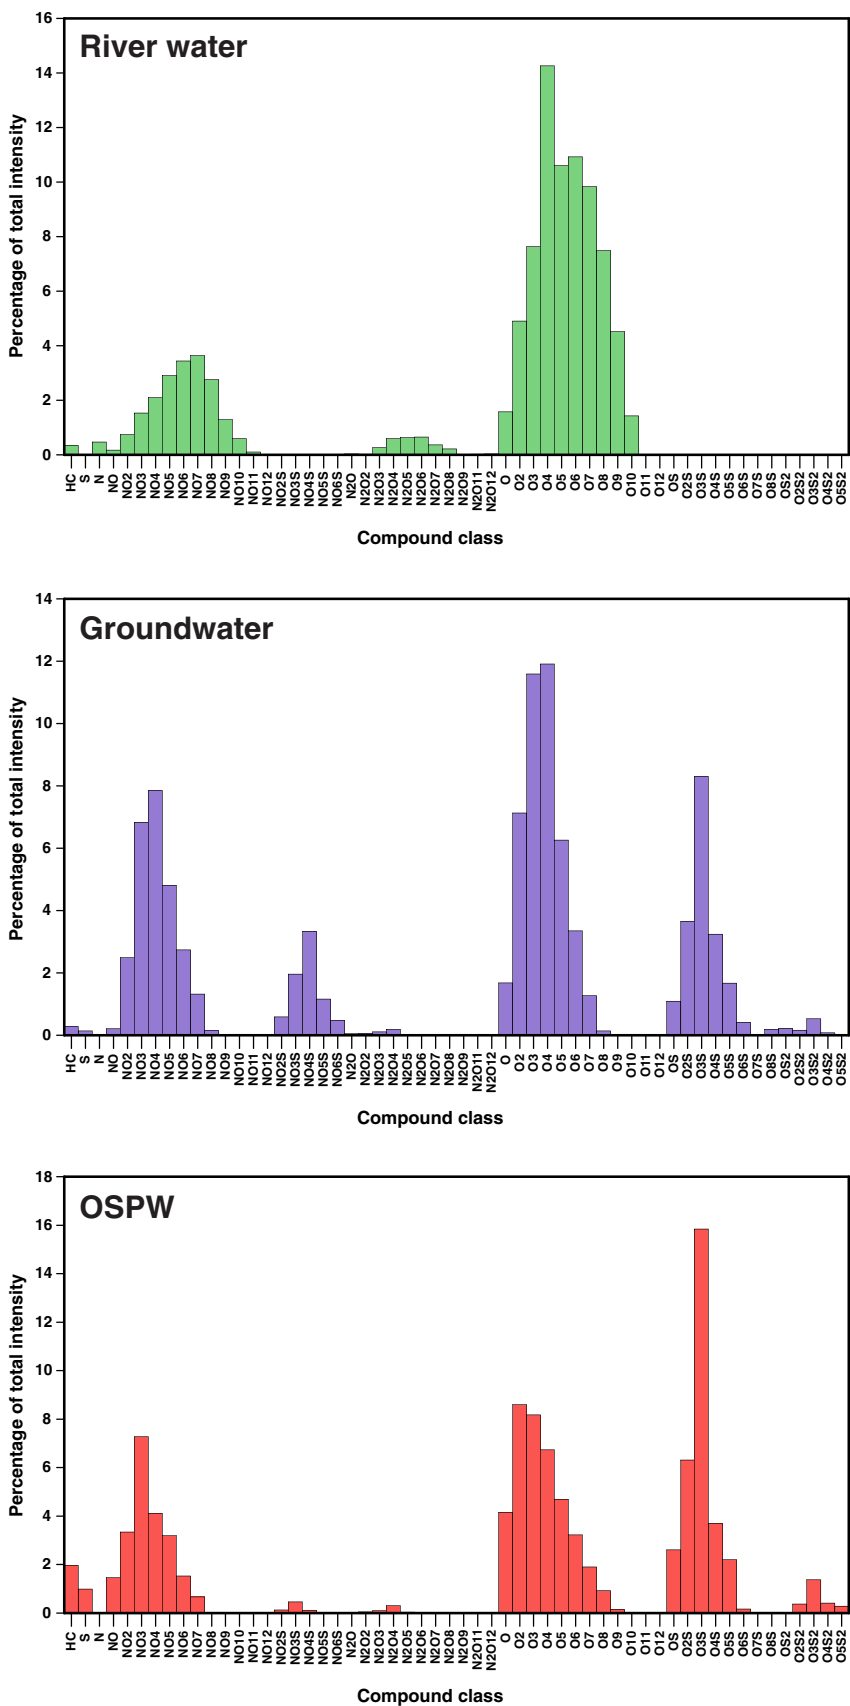 River water
Percentage of total intensity
16
14
12
10
8
6
4
2
0
HC S N NO NO2 NO3 NO4 NO5 NO6 NO7 NO8 NO9 NO10 NO11 NO12 NO2S NO3S NO4S NO5S NO6S N2O N2O2 N2O3 N2O4 N2O5 N2O6 N2O7 N2O8 N2O9 N2O11 N2O12 O O2 O3 O4 O5 O6 O7 O8 O9 O10 O11 O12 OS O2S O3S O4S O5S O6S O7S O8S OS2 O2S2 O3S2 O4S2 O5S2
Compound class
Groundwater
Percentage of total intensity
14
12
10
8
6
4
2
0
HC S N NO NO2 NO3 NO4 NO5 NO6 NO7 NO8 NO9 NO10 NO11 NO12 NO2S NO3S NO4S NO5S NO6S N2O N2O2 N2O3 N2O4 N2O5 N2O6 N2O7 N2O8 N2O9 N2O11 N2O12 O O2 O3 O4 O5 O6 O7 O8 O9 O10 O11 O12 OS O2S O3S O4S O5S O6S O7S O8S OS2 O2S2 O3S2 O4S2 O5S2
Compound class
OSPW
Percentage of total intensity
18
16
14
12
10
8
6
4
2
0
HC S N NO NO2 NO3 NO4 NO5 NO6 NO7 NO8 NO9 NO10 NO11 NO12 NO2S NO3S NO4S NO5S NO6S N2O N2O2 N2O3 N2O4 N2O5 N2O6 N2O7 N2O8 N2O9 N2O11 N2O12 O O2 O3 O4 O5 O6 O7 O8 O9 O10 O11 O12 OS O2S O3S O4S O5S O6S O7S O8S OS2 O2S2 O3S2 O4S2 O5S2
Compound class